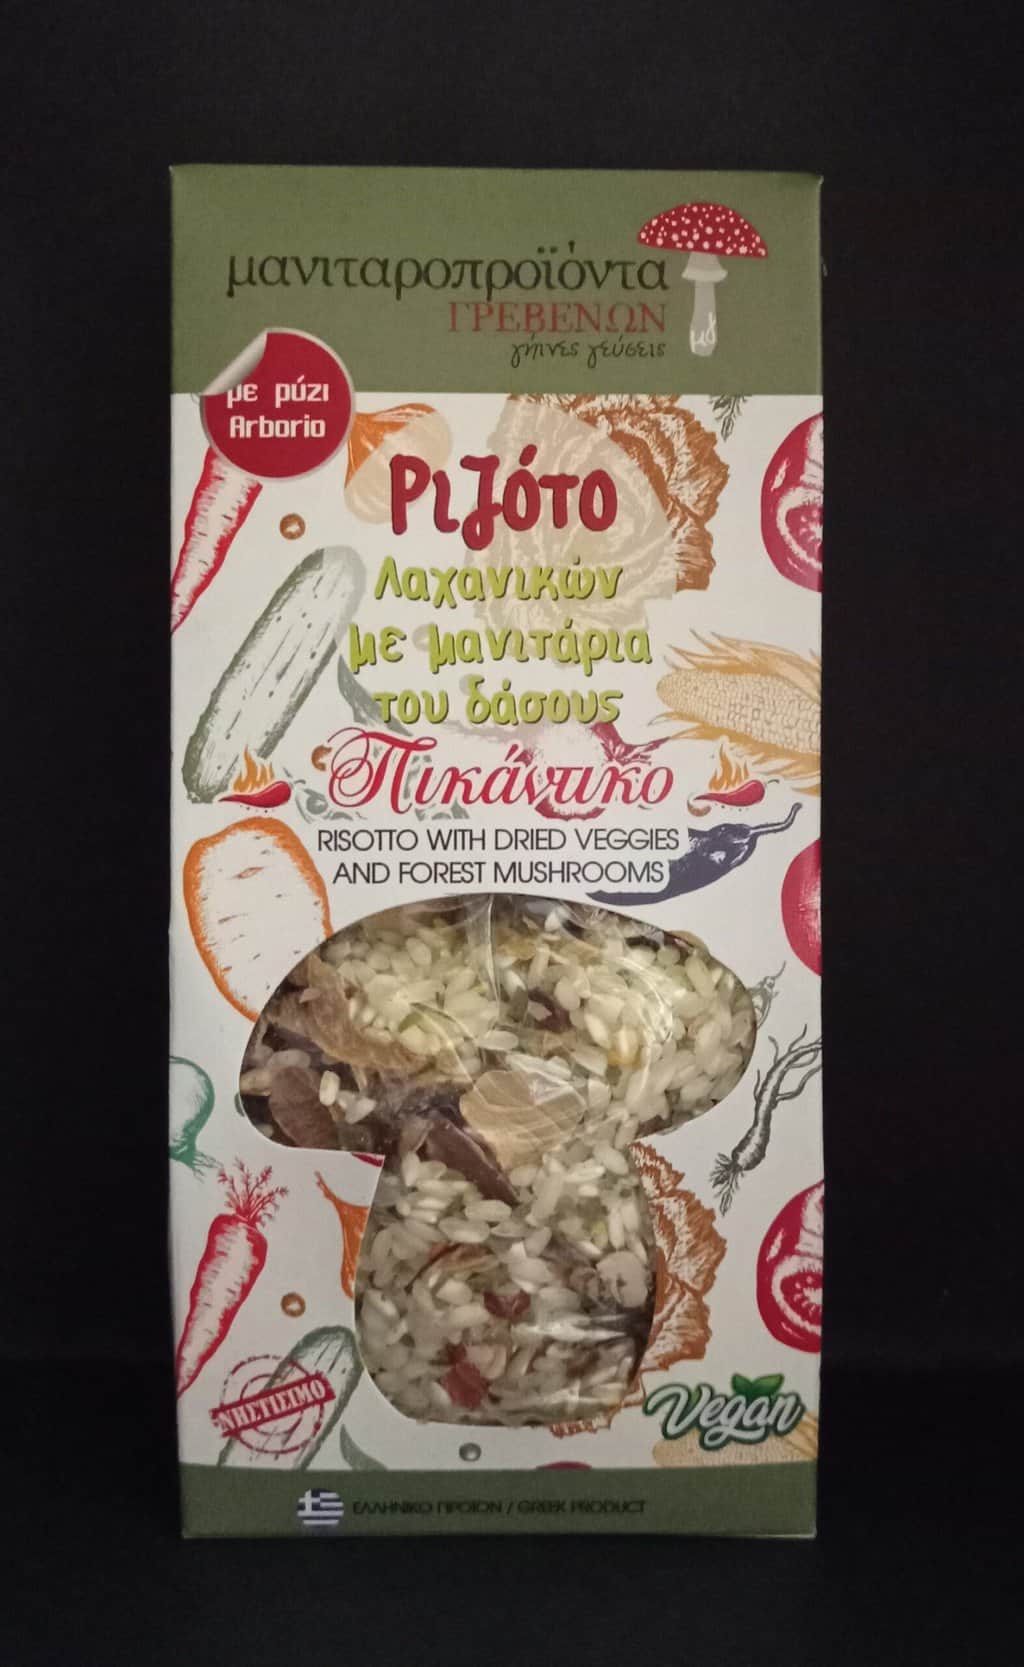 μανιταροπροϊόντα
ΓΡΕΒΕΝΩΝ
γήινες γεύσεις
μγ
με ρύζι
Arborio
Ριζότο
Λαχανικών
με μανιτάρια
του δάσους
Πικάντικο
RISOTTO WITH DRIED VEGGIES
AND FOREST MUSHROOMS
ΝΗΣΤΙΣΙΜΟ
Vegan
ΕΛΛΗΝΙΚΟ ΠΡΟΪΟΝ / GREEK PRODUCT